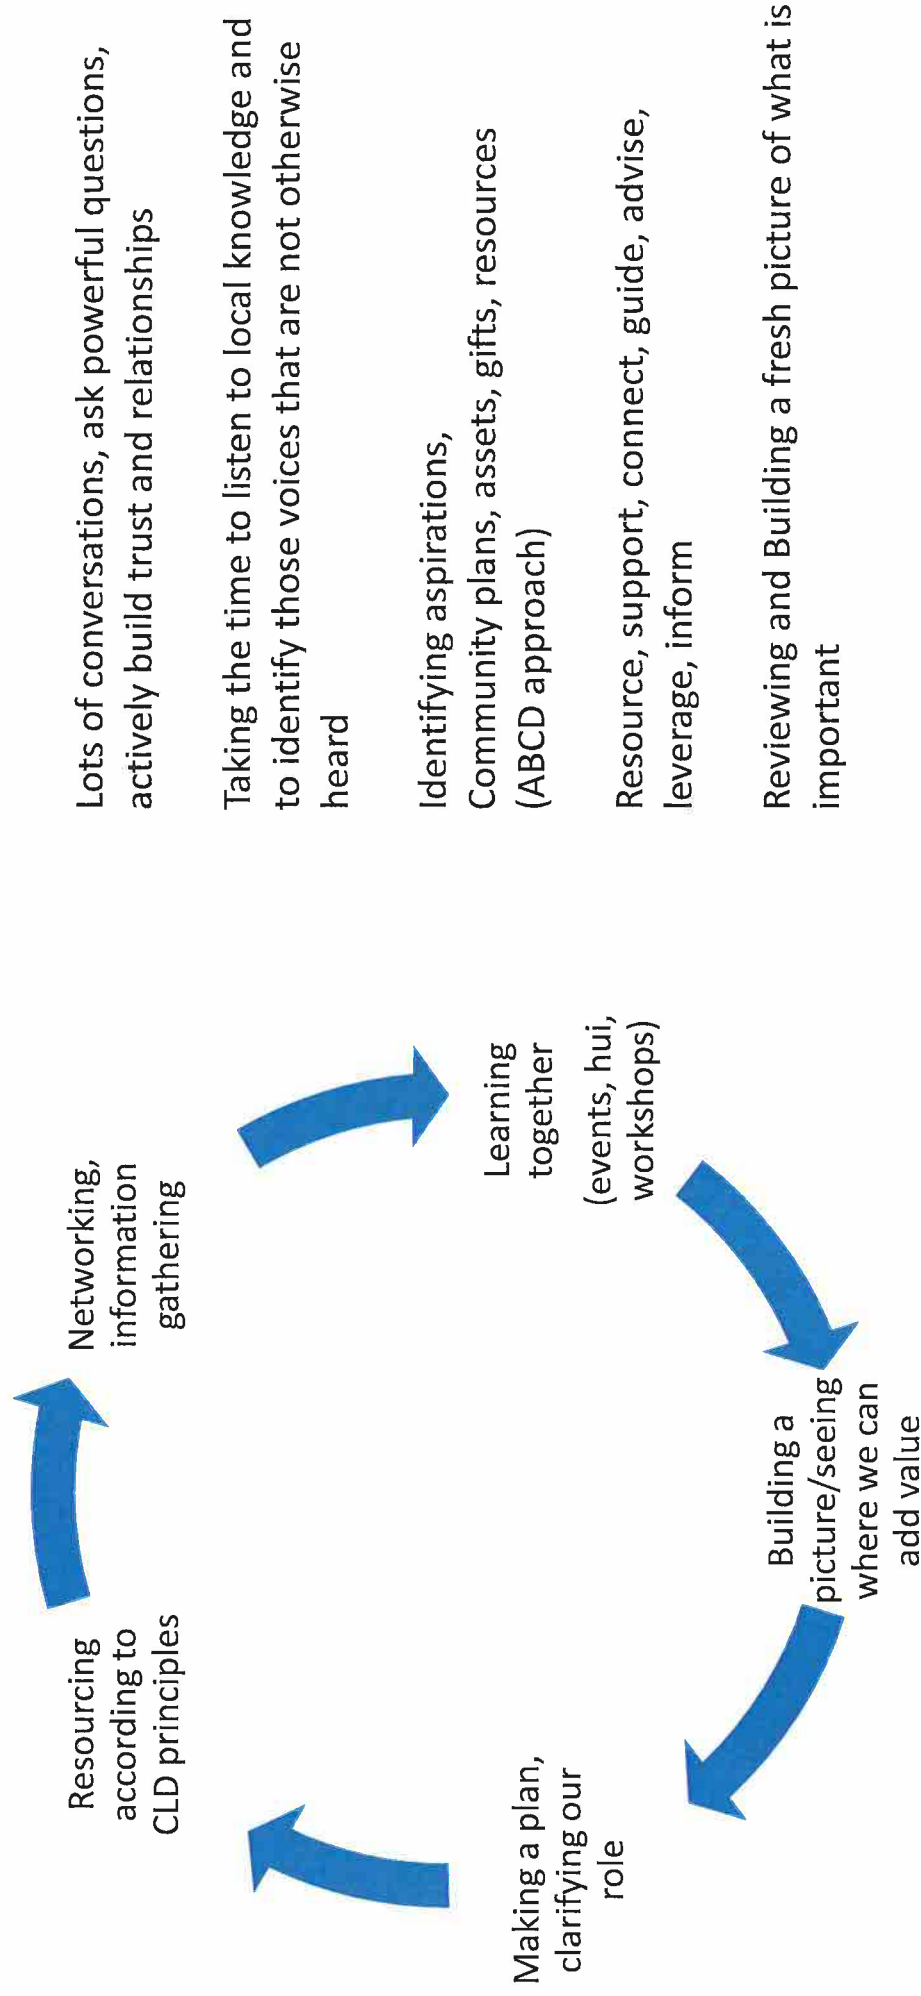 Resourcing
according to
CLD principles
Networking,
information
gathering
Learning
together
(events, hui,
workshops)
Building a
picture/seeing
where we can
add value
Making a plan,
clarifying our
role
Lots of conversations, ask powerful questions,
actively build trust and relationships
Taking the time to listen to local knowledge and
to identify those voices that are not otherwise
heard
Identifying aspirations,
Community plans, assets, gifts, resources
(ABCD approach)
Resource, support, connect, guide, advise,
leverage, inform
Reviewing and Building a fresh picture of what is
important